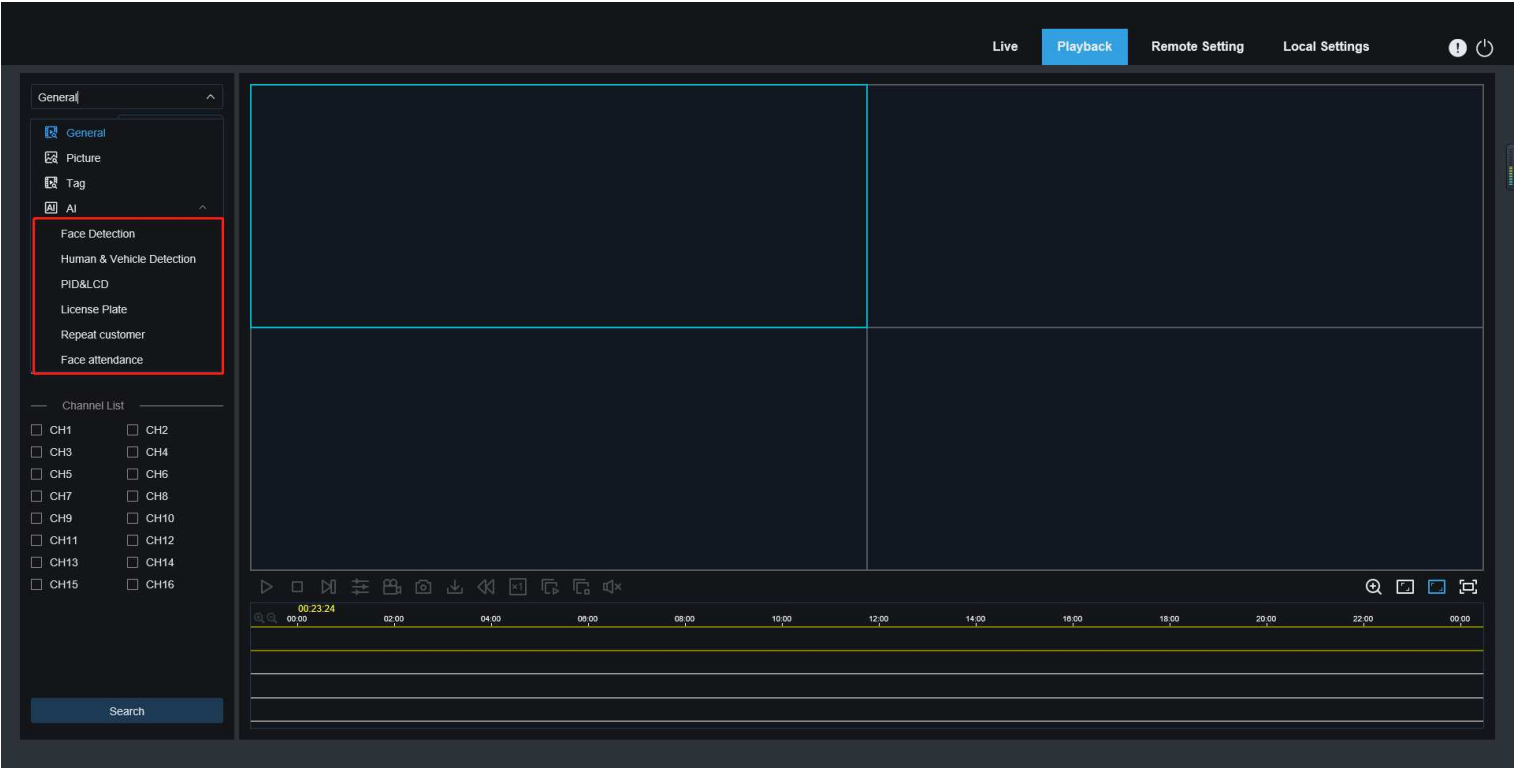 Live Playback Remote Setting Local Settings
General
General
Picture
Tag
AI AI
Face Detection
Human & Vehicle Detection
PID&LCD
License Plate
Repeat customer
Face attendance
Channel List
CH1 CH2
CH3 CH4
CH5 CH6
CH7 CH8
CH9 CH10
CH11 CH12
CH13 CH14
CH15 CH16
Search
×1
00:23:24
00:00 02:00 04:00 06:00 08:00 10:00 12:00 14:00 16:00 18:00 20:00 22:00 00:00